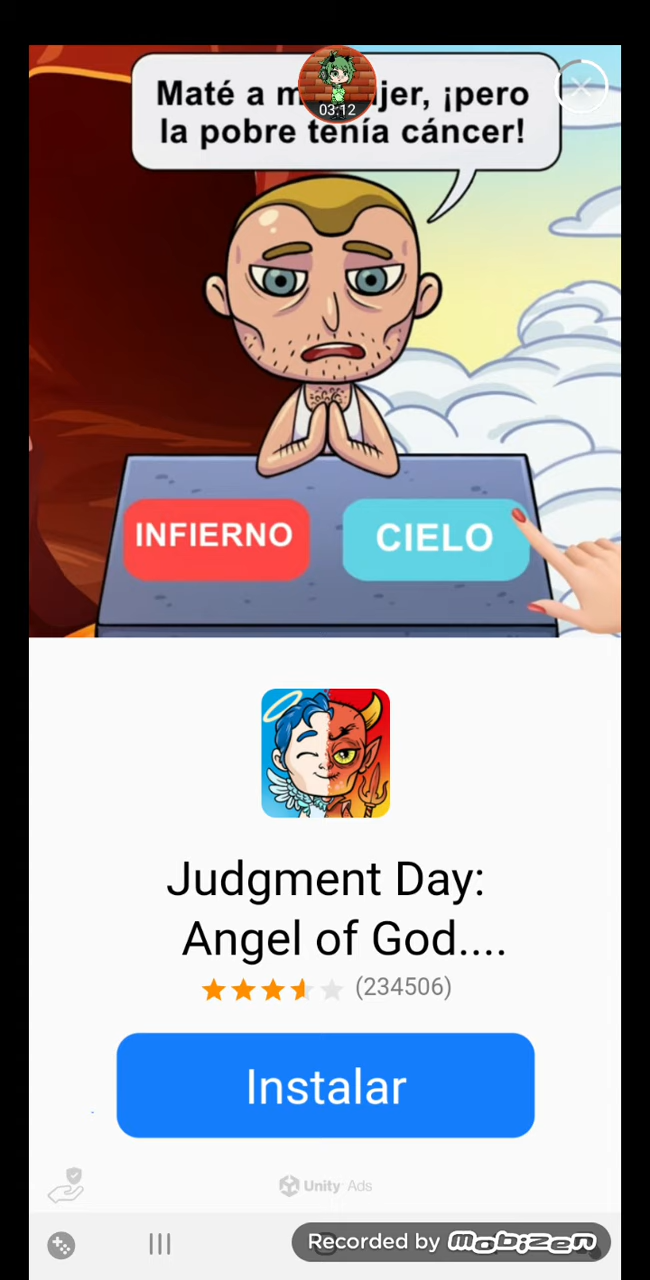 Maté a m jer, ¡pero
la pobre tenía cáncer!
03:12
INFIERNO
CIELO
Judgment Day:
Angel of God....
(234506)
Instalar
Unity Ads
Recorded by mobizen